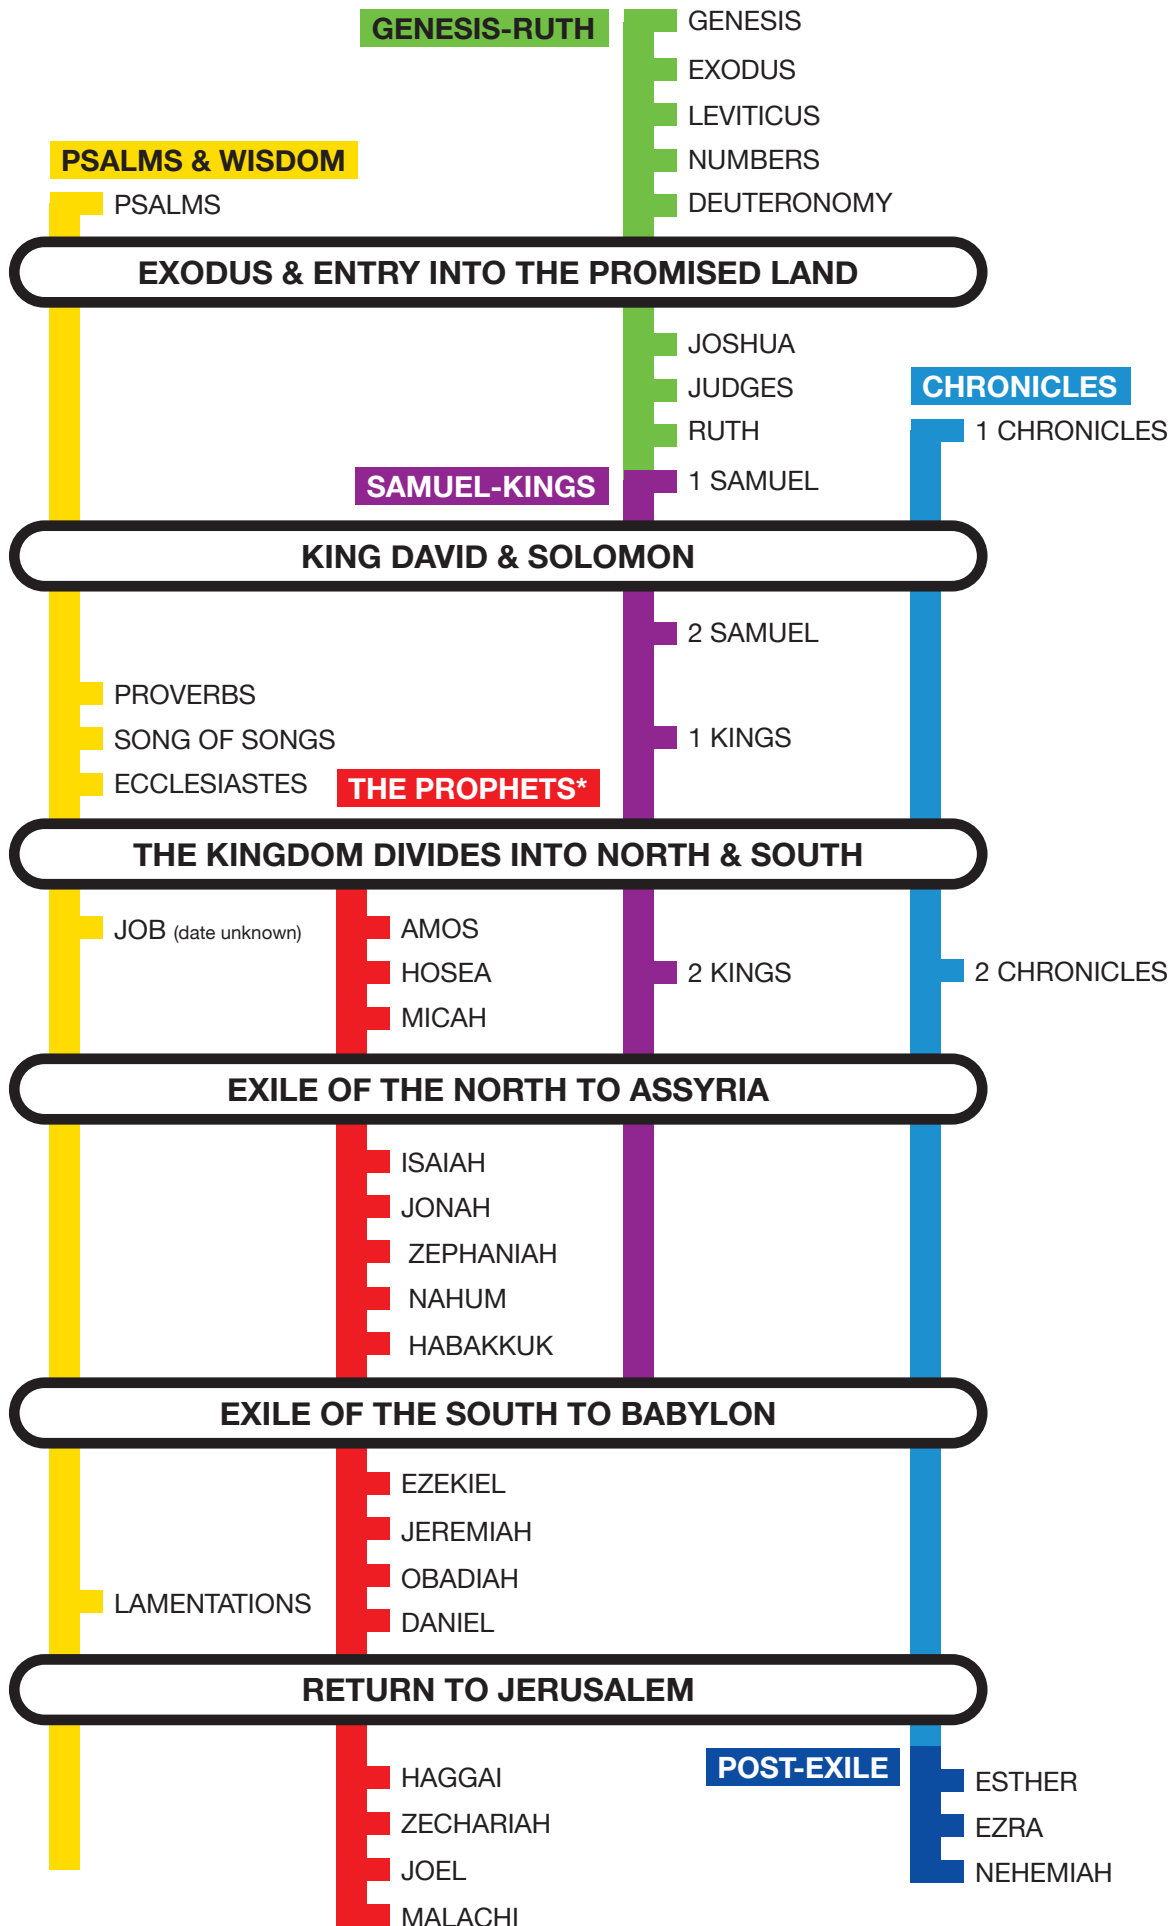 GENESIS-RUTH
GENESIS
EXODUS
LEVITICUS
NUMBERS
DEUTERONOMY
PSALMS & WISDOM
PSALMS
EXODUS & ENTRY INTO THE PROMISED LAND
JOSHUA
JUDGES
RUTH
CHRONICLES
1 CHRONICLES
SAMUEL-KINGS
1 SAMUEL
KING DAVID & SOLOMON
2 SAMUEL
PROVERBS
SONG OF SONGS
ECCLESIASTES
1 KINGS
THE PROPHETS*
THE KINGDOM DIVIDES INTO NORTH & SOUTH
JOB (date unknown)
AMOS
HOSEA
MICAH
2 KINGS
2 CHRONICLES
EXILE OF THE NORTH TO ASSYRIA
ISAIAH
JONAH
ZEPHANIAH
NAHUM
HABAKKUK
EXILE OF THE SOUTH TO BABYLON
EZEKIEL
JEREMIAH
OBADIAH
DANIEL
LAMENTATIONS
RETURN TO JERUSALEM
HAGGAI
ZECHARIAH
JOEL
MALACHI
POST-EXILE
ESTHER
EZRA
NEHEMIAH